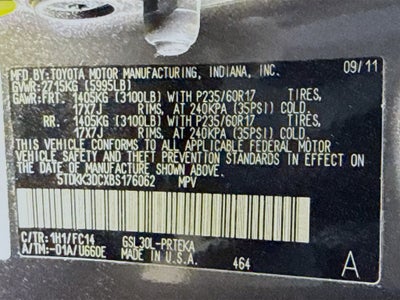 MFD. BY: TOYOTA MOTOR MANUFACTURING, INDIANA, INC. 09/11
GVWR: 2715KG (5995LB)
GAWR: FRT. 1405KG (3100LB) WITH P235/60R17 TIRES,
17X7J RIMS, AT 240KPA (35PSI) COLD.
RR. 1405KG (3100LB) WITH P235/60R17 TIRES,
17X7J RIMS, AT 240KPA (35PSI) COLD.
THIS VEHICLE CONFORMS TO ALL APPLICABLE FEDERAL MOTOR
VEHICLE SAFETY AND THEFT PREVENTION STANDARDS IN EFFECT ON
THE DATE OF MANUFACTURE SHOWN ABOVE.
5TDKK3DCXBS176062 MPV
C/TR: 1H1/FC14 GSL30L-PRTEKA
A/TM: -01A/U660E MADE IN U.S.A. 464 A